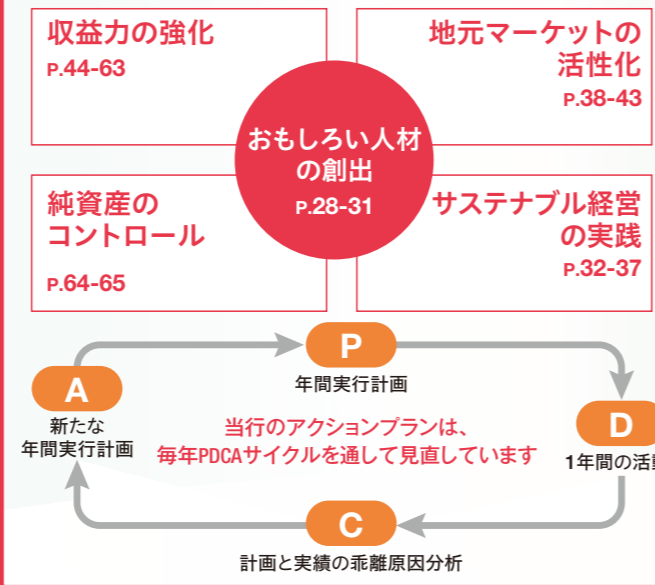 収益力の強化
P.44-63
地元マーケットの
活性化
P.38-43
おもしろい人材
の創出
P.28-31
純資産の
コントロール
P.64-65
サステナブル経営
の実践
P.32-37
P
年間実行計画
A
新たな
年間実行計画
当行のアクションプランは、
毎年PDCAサイクルを通して見直しています
D
1年間の活
C
計画と実績の乖離原因分析